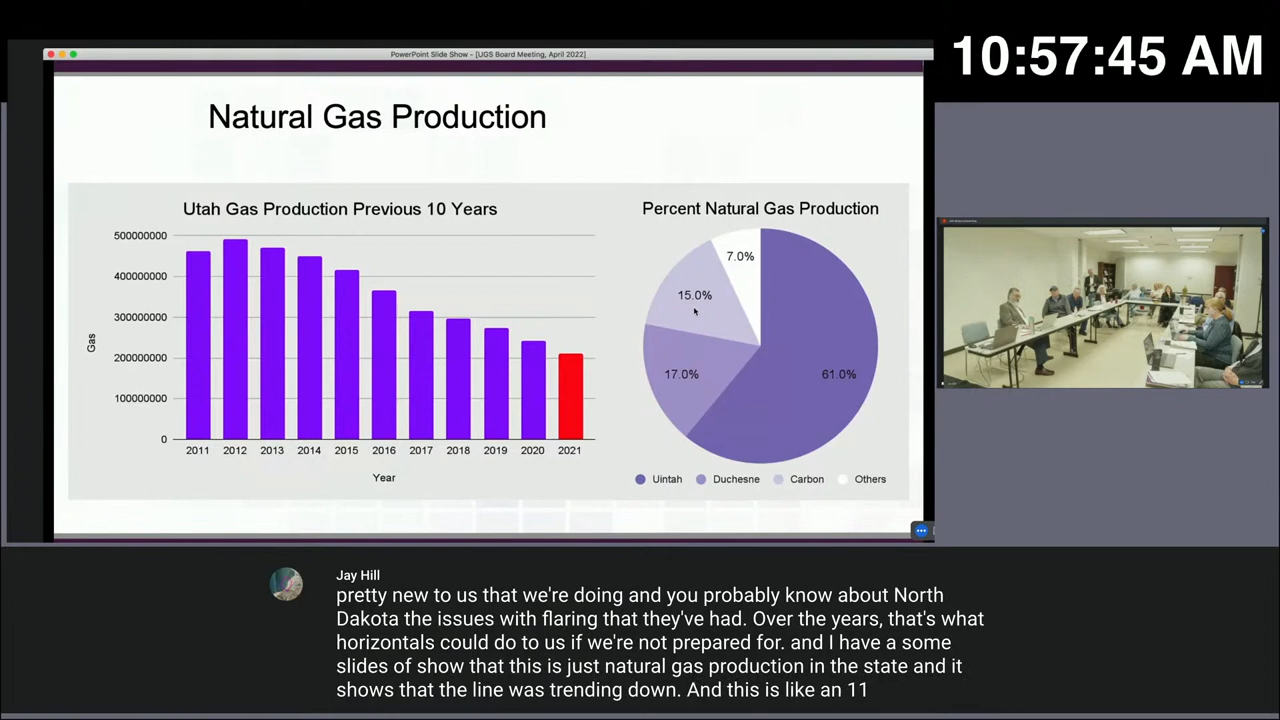 PowerPoint Slide Show - [UGS Board Meeting, April 2022]
10:57:45 AM
Natural Gas Production
Utah Gas Production Previous 10 Years
500000000
400000000
300000000
200000000
100000000
0
Gas
2011 2012 2013 2014 2015 2016 2017 2018 2019 2020 2021
Year
Percent Natural Gas Production
7.0%
15.0%
17.0%
61.0%
Uintah Duchesne Carbon Others
Jay Hill
pretty new to us that we're doing and you probably know about North
Dakota the issues with flaring that they've had. Over the years, that's what
horizontals could do to us if we're not prepared for. and I have a some
slides of show that this is just natural gas production in the state and it
shows that the line was trending down. And this is like an 11